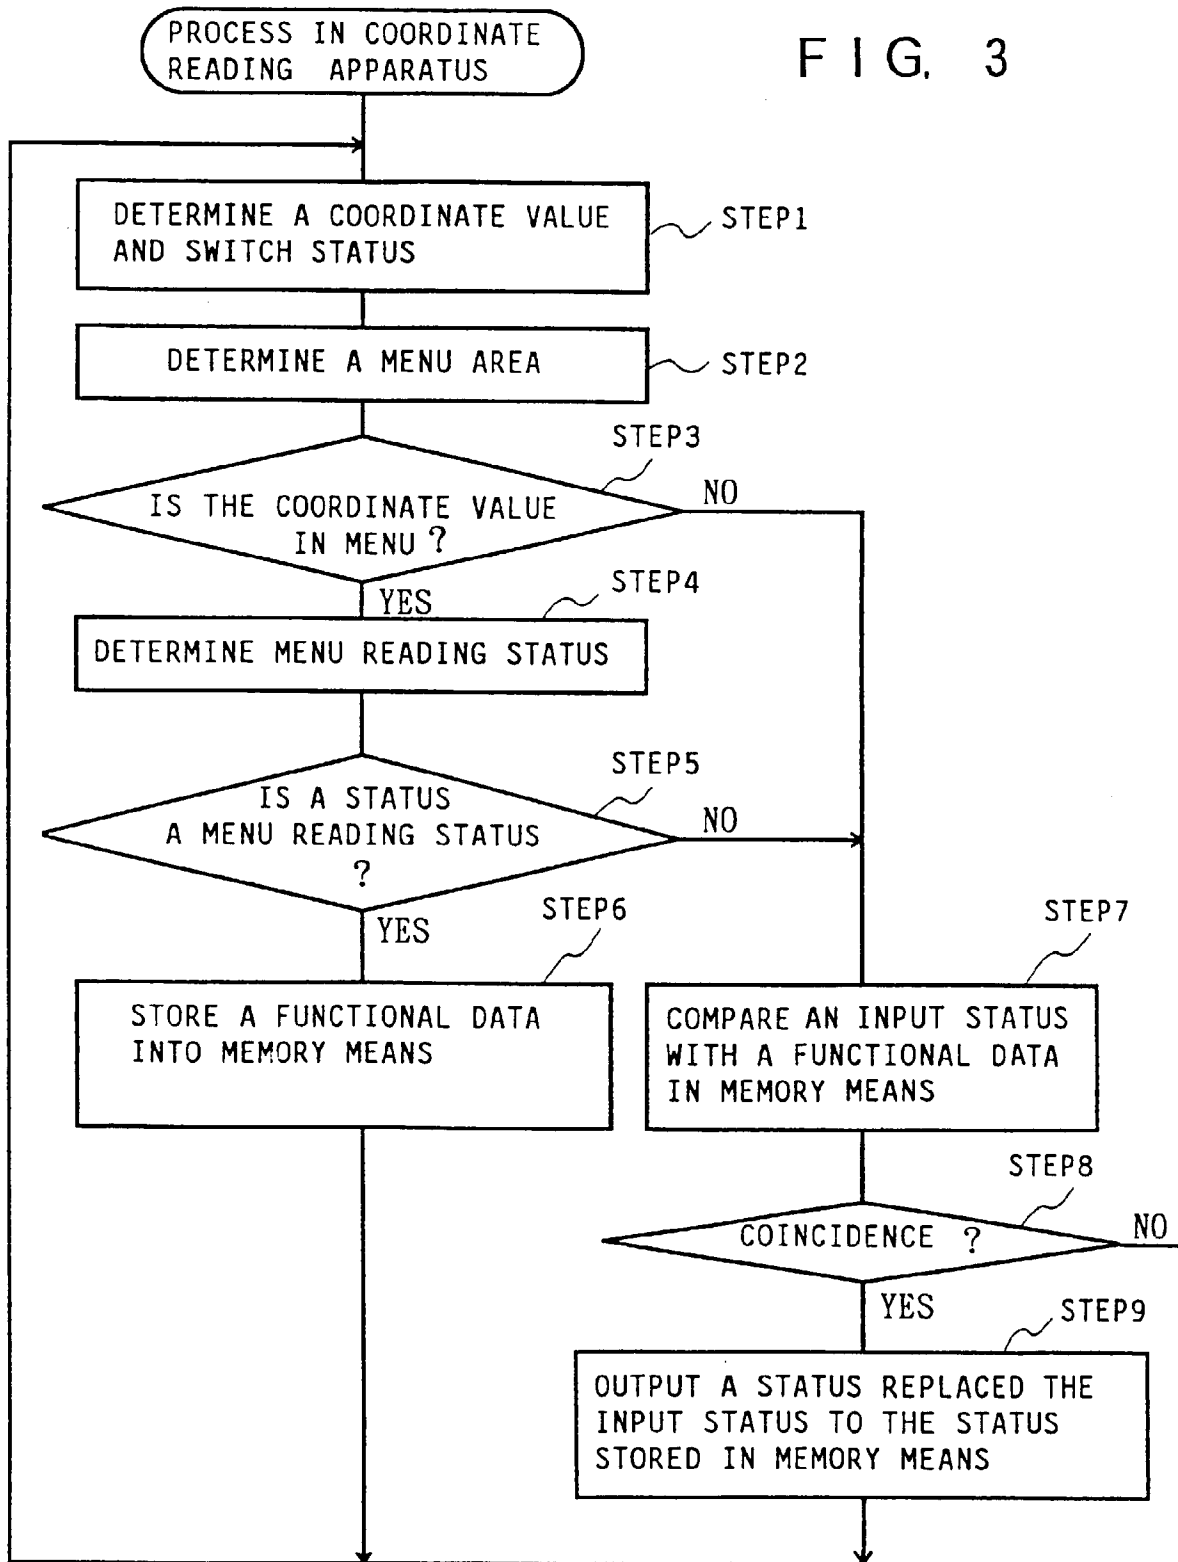 PROCESS IN COORDINATE
READING APPARATUS
FIG. 3
DETERMINE A COORDINATE VALUE
AND SWITCH STATUS
STEP1
DETERMINE A MENU AREA
STEP2
STEP3
IS THE COORDINATE VALUE
IN MENU ?
NO
YES
STEP4
DETERMINE MENU READING STATUS
STEP5
IS A STATUS
A MENU READING STATUS
?
NO
YES
STEP6
STORE A FUNCTIONAL DATA
INTO MEMORY MEANS
STEP7
COMPARE AN INPUT STATUS
WITH A FUNCTIONAL DATA
IN MEMORY MEANS
STEP8
COINCIDENCE ?
NO
YES
STEP9
OUTPUT A STATUS REPLACED THE
INPUT STATUS TO THE STATUS
STORED IN MEMORY MEANS